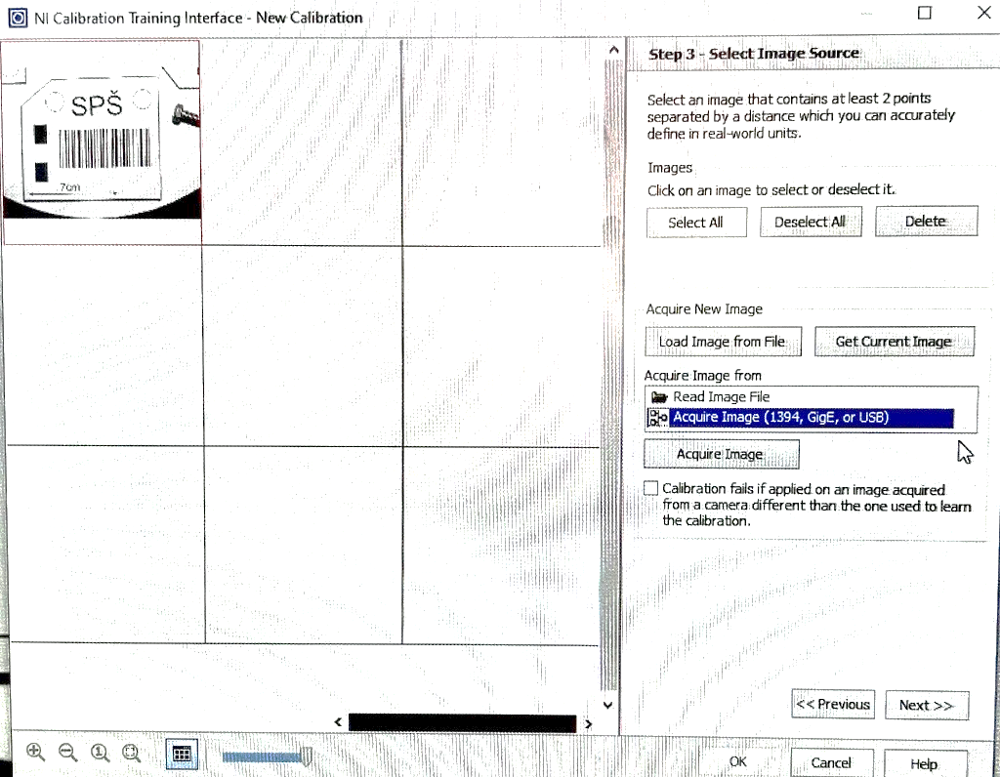 NI Calibration Training Interface - New Calibration
SPŠ
7cm
Step 3 - Select Image Source
Select an image that contains at least 2 points
separated by a distance which you can accurately
define in real-world units.
Images
Click on an image to select or deselect it.
Select All
Deselect All
Delete
Acquire New Image
Load Image from File
Get Current Image
Acquire Image from
Read Image File
Acquire Image (1394, GigE, or USB)
Acquire Image
Calibration fails if applied on an image acquired
from a camera different than the one used to learn
the calibration.
<< Previous
Next >>
OK
Cancel
Help